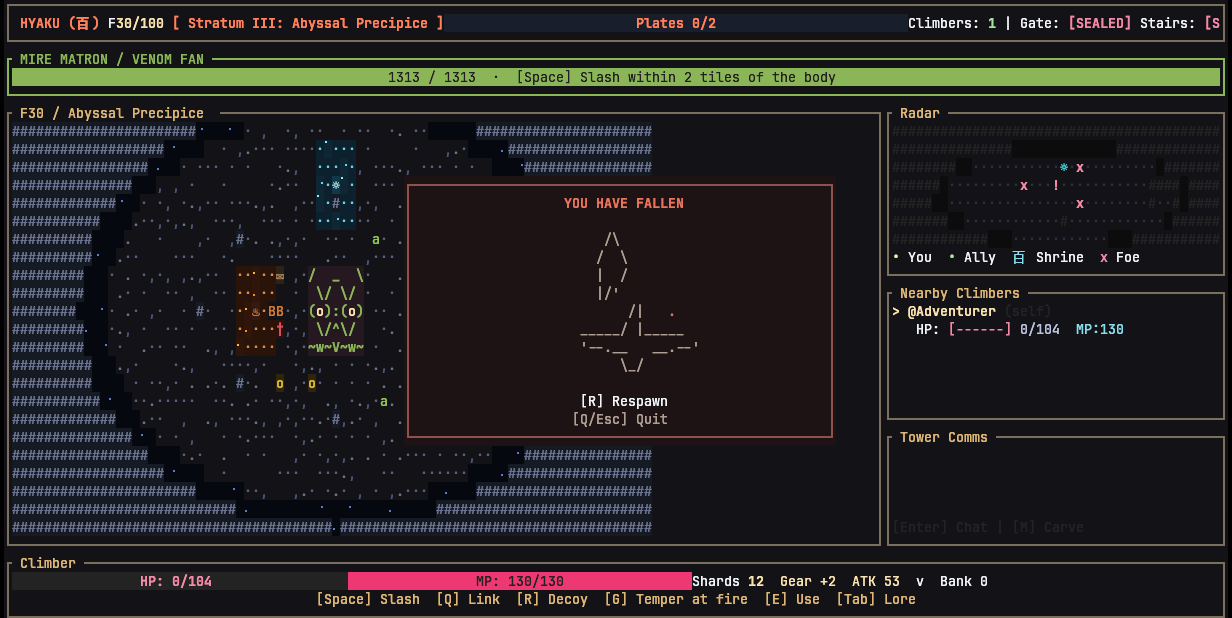 HYAKU (百) F30/100 [ Stratum III: Abyssal Precipice ] Plates 0/2 Climbers: 1 | Gate: [SEALED] Stairs: [S
MIRE MATRON / VENOM FAN
1313 / 1313 · [Space] Slash within 2 tiles of the body
F30 / Abyssal Precipice
Radar
YOU HAVE FALLEN
[R] Respawn
[Q/Esc] Quit
• You • Ally 百 Shrine x Foe
Nearby Climbers
> @Adventurer (self)
HP: [------] 0/104 MP:130
Tower Comms
[Enter] Chat | [M] Carve
Climber
HP: 0/104 MP: 130/130 Shards 12 Gear +2 ATK 53 v Bank 0
[Space] Slash [Q] Link [R] Decoy [G] Temper at fire [E] Use [Tab] Lore